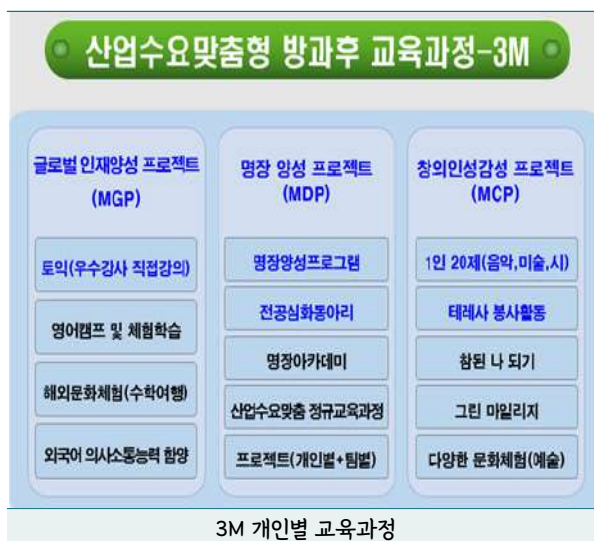 산업수요맞춤형 방과후 교육과정-3M
글로벌 인재양성 프로젝트
(MGP)
토익(우수강사 직접강의)
영어캠프 및 체험학습
해외문화체험(수학여행)
외국어 의사소통능력 함양
명장 양성 프로젝트
(MDP)
명장양성프로그램
전공심화동아리
명장아카데미
산업수요맞춤 정규교육과정
프로젝트(개인별+팀별)
창의인성감성 프로젝트
(MCP)
1인 20제(음악,미술,시)
테레사 봉사활동
참된 나 되기
그린 마일리지
다양한 문화체험(예술)
3M 개인별 교육과정